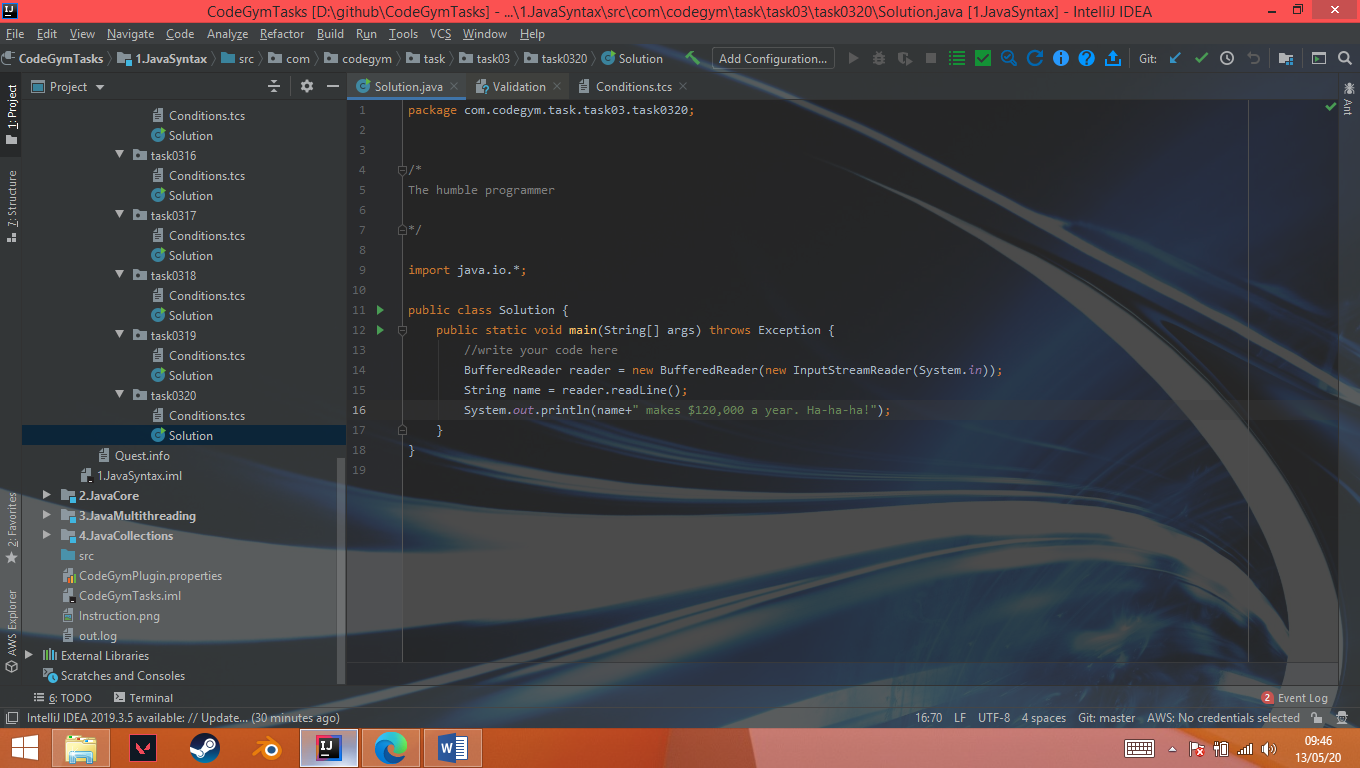 CodeGymTasks [D:\github\CodeGymTasks] - ...\1.JavaSyntax\src\com\codegym\task\task03\task0320\Solution.java [1.JavaSyntax] - IntelliJ IDEA
File Edit View Navigate Code Analyze Refactor Build Run Tools VCS Window Help
CodeGymTasks 1.JavaSyntax src com codegym task task03 task0320 Solution Add Configuration... Git:
1: Project
7: Structure
2: Favorites
AWS Explorer
Project
Conditions.tcs
Solution
task0316
Conditions.tcs
Solution
task0317
Conditions.tcs
Solution
task0318
Conditions.tcs
Solution
task0319
Conditions.tcs
Solution
task0320
Conditions.tcs
Solution
Quest.info
1.JavaSyntax.iml
2.JavaCore
3.JavaMultithreading
4.JavaCollections
src
CodeGymPlugin.properties
CodeGymTasks.iml
Instruction.png
out.log
External Libraries
Scratches and Consoles
Solution.java Validation Conditions.tcs
1 package com.codegym.task.task03.task0320;
2
3
4 /*
5 The humble programmer
6
7 */
8
9 import java.io.*;
10
11 public class Solution {
12 public static void main(String[] args) throws Exception {
13 //write your code here
14 BufferedReader reader = new BufferedReader(new InputStreamReader(System.in));
15 String name = reader.readLine();
16 System.out.println(name+" makes $120,000 a year. Ha-ha-ha!");
17 }
18 }
19
Ant
6: TODO Terminal 2 Event Log
IntelliJ IDEA 2019.3.5 available: // Update... (30 minutes ago) 16:70 LF UTF-8 4 spaces Git: master AWS: No credentials selected
09:46
13/05/20